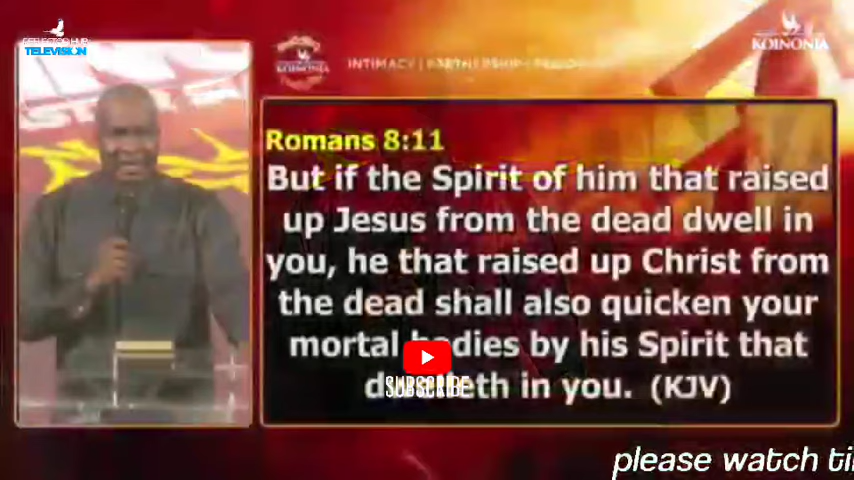 TELEVISION
KOINONIA
KOINONIA
INTIMACY |
Romans 8:11
But if the Spirit of him that raised
up Jesus from the dead dwell in
you, he that raised up Christ from
the dead shall also quicken your
mortal bodies by his Spirit that
in you. (KJV)
SUBSCRIBE
please watch